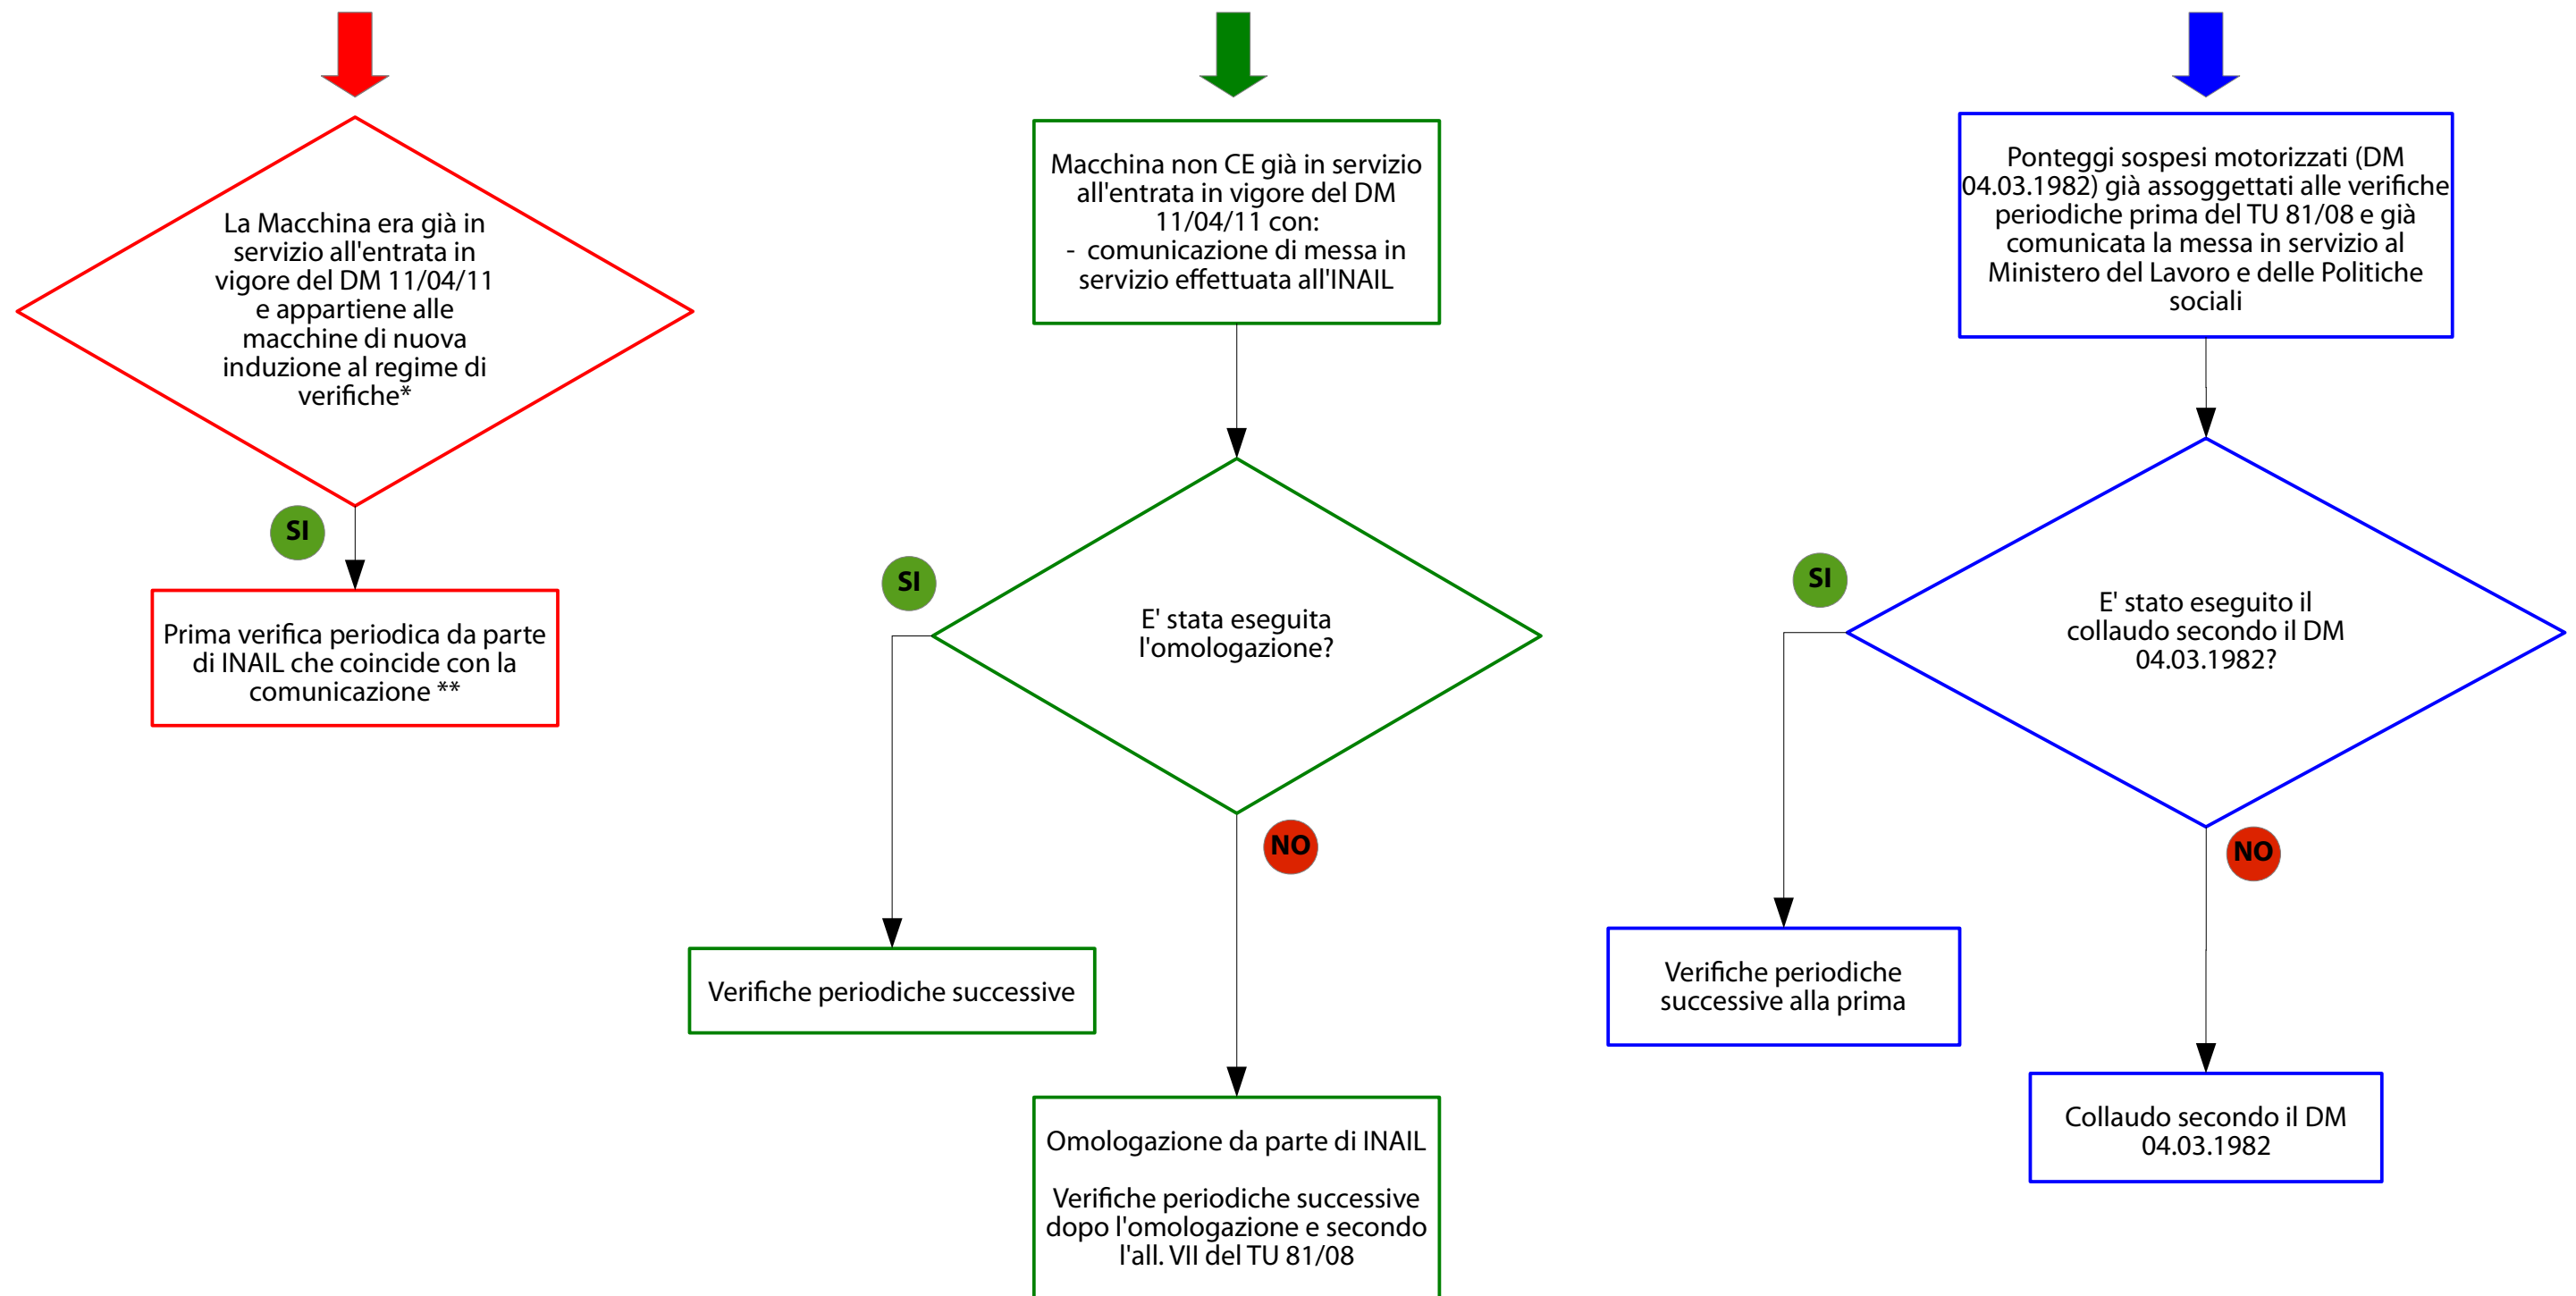 La Macchina era già in
servizio all'entrata in
vigore del DM 11/04/11
e appartiene alle
macchine di nuova
induzione al regime di
verifiche*
SI
Prima verifica periodica da parte
di INAIL che coincide con la
comunicazione **
Macchina non CE già in servizio
all'entrata in vigore del DM
11/04/11 con:
- comunicazione di messa in
servizio effettuata all'INAIL
E' stata eseguita
l'omologazione?
SI
NO
Verifiche periodiche successive
Omologazione da parte di INAIL
Verifiche periodiche successive
dopo l'omologazione e secondo
l'all. VII del TU 81/08
Ponteggi sospesi motorizzati (DM
04.03.1982) già assoggettati alle verifiche
periodiche prima del TU 81/08 e già
comunicata la messa in servizio al
Ministero del Lavoro e delle Politiche
sociali
E' stato eseguito il
collaudo secondo il DM
04.03.1982?
SI
NO
Verifiche periodiche
successive alla prima
Collaudo secondo il DM
04.03.1982